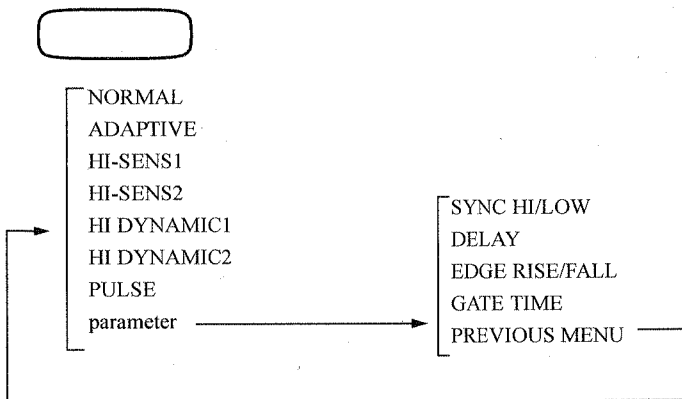 NORMAL
ADAPTIVE
HI-SENS1
HI-SENS2
HI DYNAMIC1
HI DYNAMIC2
PULSE
parameter
SYNC HI/LOW
DELAY
EDGE RISE/FALL
GATE TIME
PREVIOUS MENU